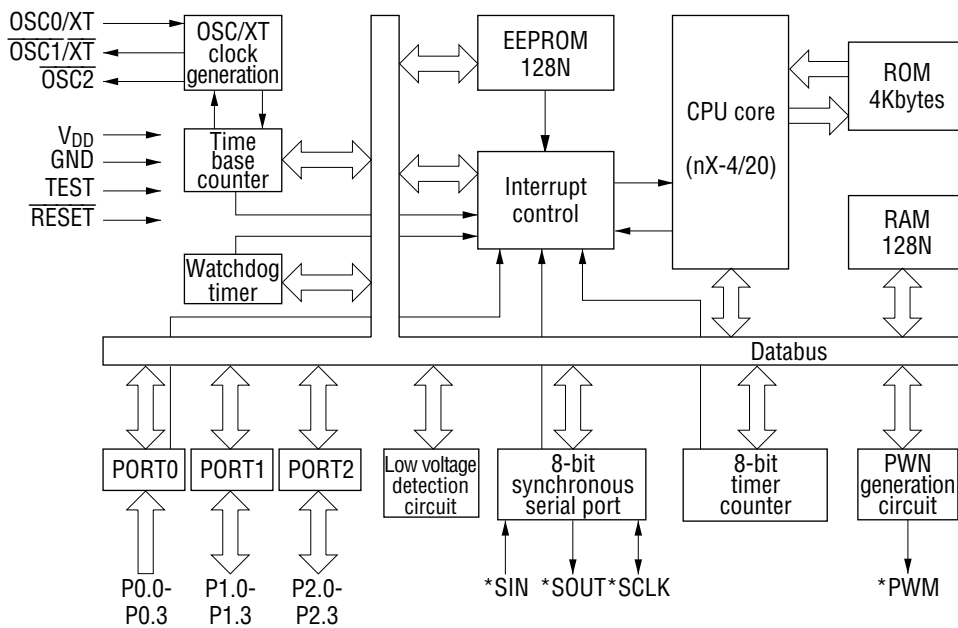 OSC0/XT
OSC1/XT
OSC2
OSC/XT
clock
generation
EEPROM
128N
CPU core
(nX-4/20)
ROM
4Kbytes
VDD
GND
TEST
RESET
Time
base
counter
Interrupt
control
RAM
128N
Watchdog
timer
Databus
PORT0
PORT1
PORT2
Low voltage
detection
circuit
8-bit
synchronous
serial port
8-bit
timer
counter
PWN
generation
circuit
P0.0-
P0.3
P1.0-
P1.3
P2.0-
P2.3
*SIN
*SOUT
*SCLK
*PWM